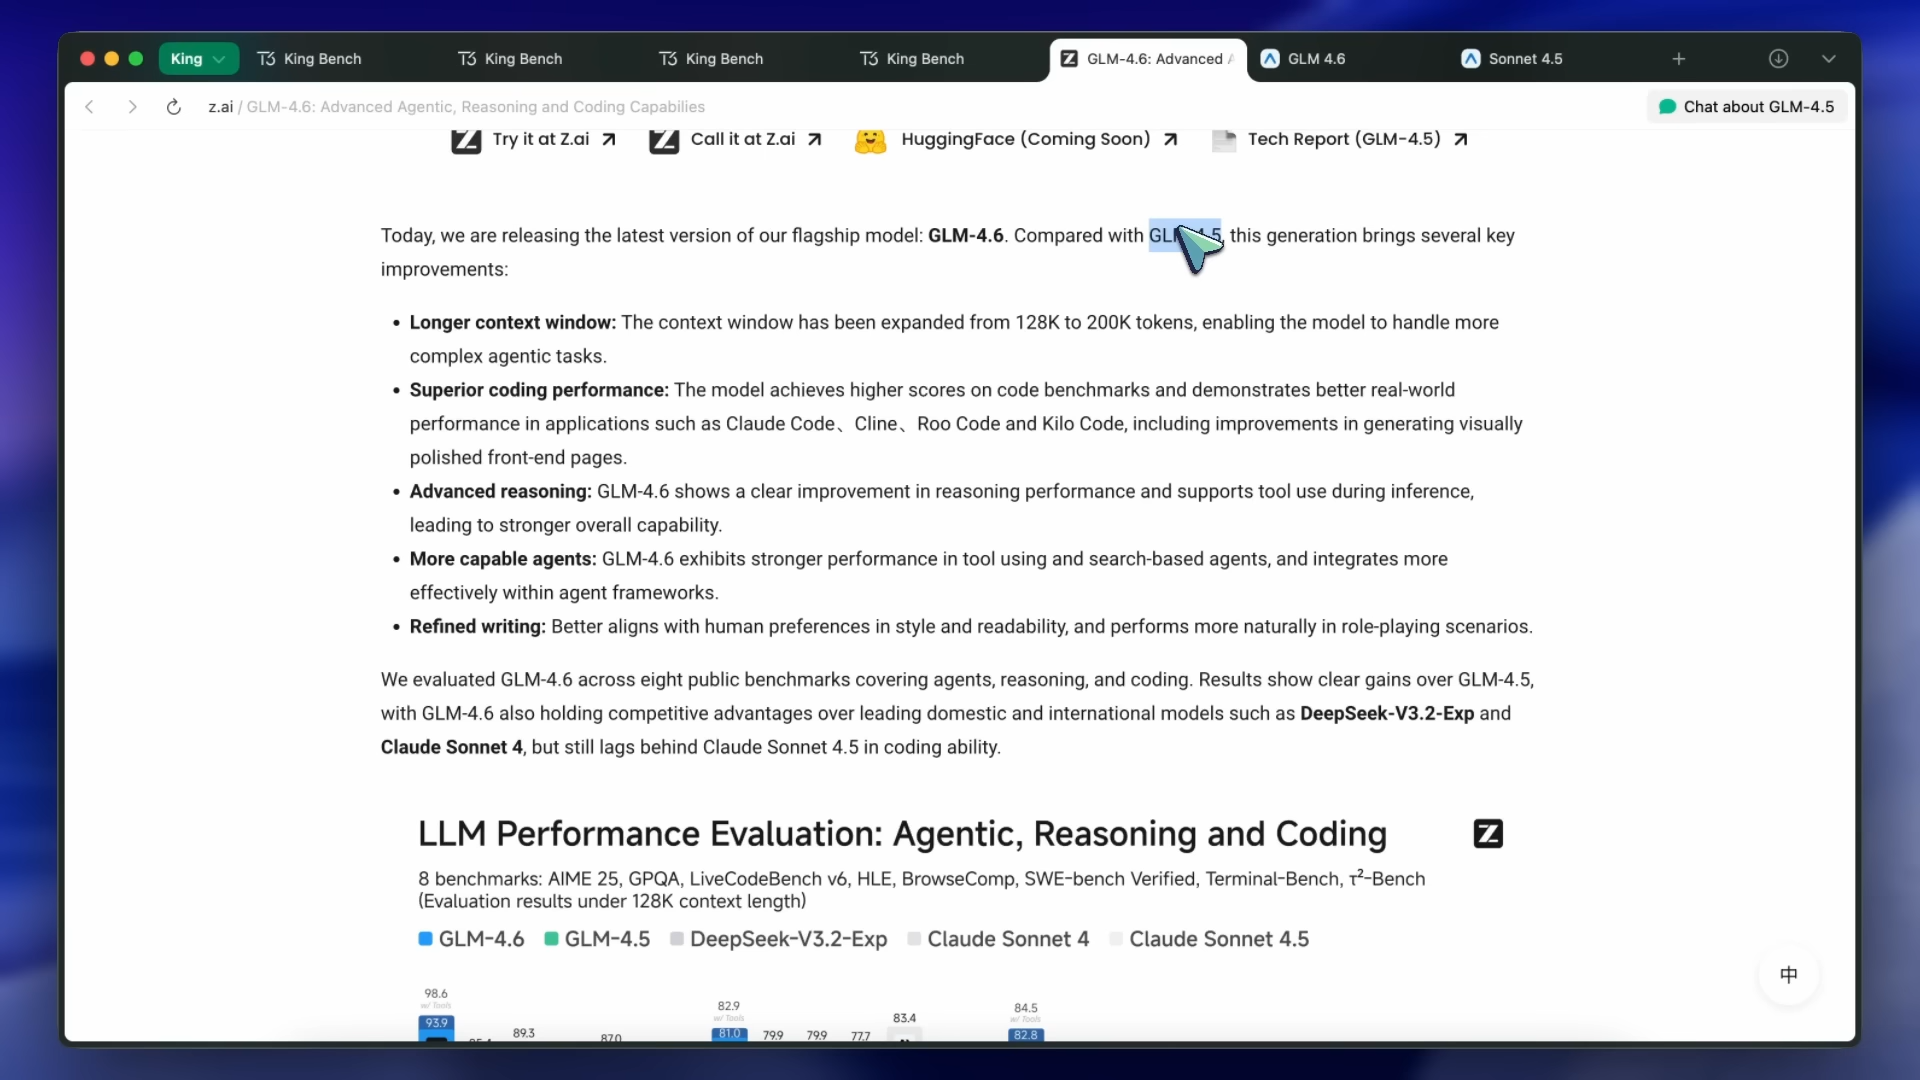 King King Bench King Bench King Bench King Bench GLM-4.6: Advanced GLM 4.6 Sonnet 4.5
z.ai / GLM-4.6: Advanced Agentic, Reasoning and Coding Capabilies Chat about GLM-4.5
Try it at Z.ai Call it at Z.ai HuggingFace (Coming Soon) Tech Report (GLM-4.5)
Today, we are releasing the latest version of our flagship model: GLM-4.6. Compared with this generation brings several key
improvements:
• Longer context window: The context window has been expanded from 128K to 200K tokens, enabling the model to handle more
complex agentic tasks.
• Superior coding performance: The model achieves higher scores on code benchmarks and demonstrates better real-world
performance in applications such as Claude Code、Cline、Roo Code and Kilo Code, including improvements in generating visually
polished front-end pages.
• Advanced reasoning: GLM-4.6 shows a clear improvement in reasoning performance and supports tool use during inference,
leading to stronger overall capability.
• More capable agents: GLM-4.6 exhibits stronger performance in tool using and search-based agents, and integrates more
effectively within agent frameworks.
• Refined writing: Better aligns with human preferences in style and readability, and performs more naturally in role-playing scenarios.
We evaluated GLM-4.6 across eight public benchmarks covering agents, reasoning, and coding. Results show clear gains over GLM-4.5,
with GLM-4.6 also holding competitive advantages over leading domestic and international models such as DeepSeek-V3.2-Exp and
Claude Sonnet 4, but still lags behind Claude Sonnet 4.5 in coding ability.
LLM Performance Evaluation: Agentic, Reasoning and Coding
8 benchmarks: AIME 25, GPQA, LiveCodeBench v6, HLE, BrowseComp, SWE-bench Verified, Terminal-Bench, τ²-Bench
(Evaluation results under 128K context length)
GLM-4.6 GLM-4.5 DeepSeek-V3.2-Exp Claude Sonnet 4 Claude Sonnet 4.5
中
98.6 82.9 84.5
w/ Tools w/ Tools w/ Tools
83.4
93.9 89.3 81.0 79.9 79.9 77.7 82.8